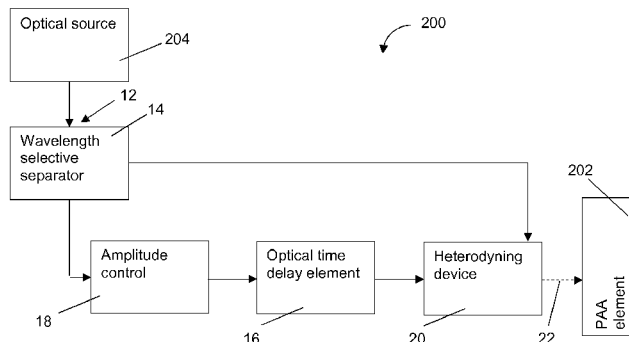 Optical source
204
200
12
14
Wavelength
selective
separator
202
Amplitude
control
Optical time
delay element
Heterodyning
device
PAA
element
18
16
20
22